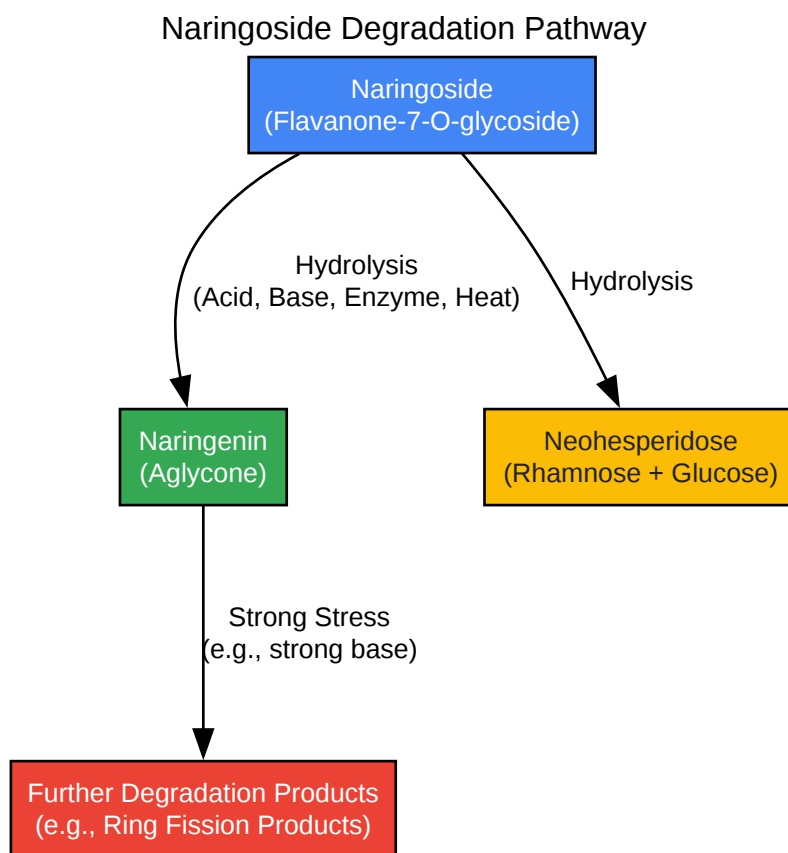 Naringoside Degradation Pathway
Naringoside
(Flavanone-7-O-glycoside)
Hydrolysis
(Acid, Base, Enzyme, Heat)
Hydrolysis
Naringenin
(Aglycone)
Neohesperidose
(Rhamnose + Glucose)
Strong Stress
(e.g., strong base)
Further Degradation Products
(e.g., Ring Fission Products)